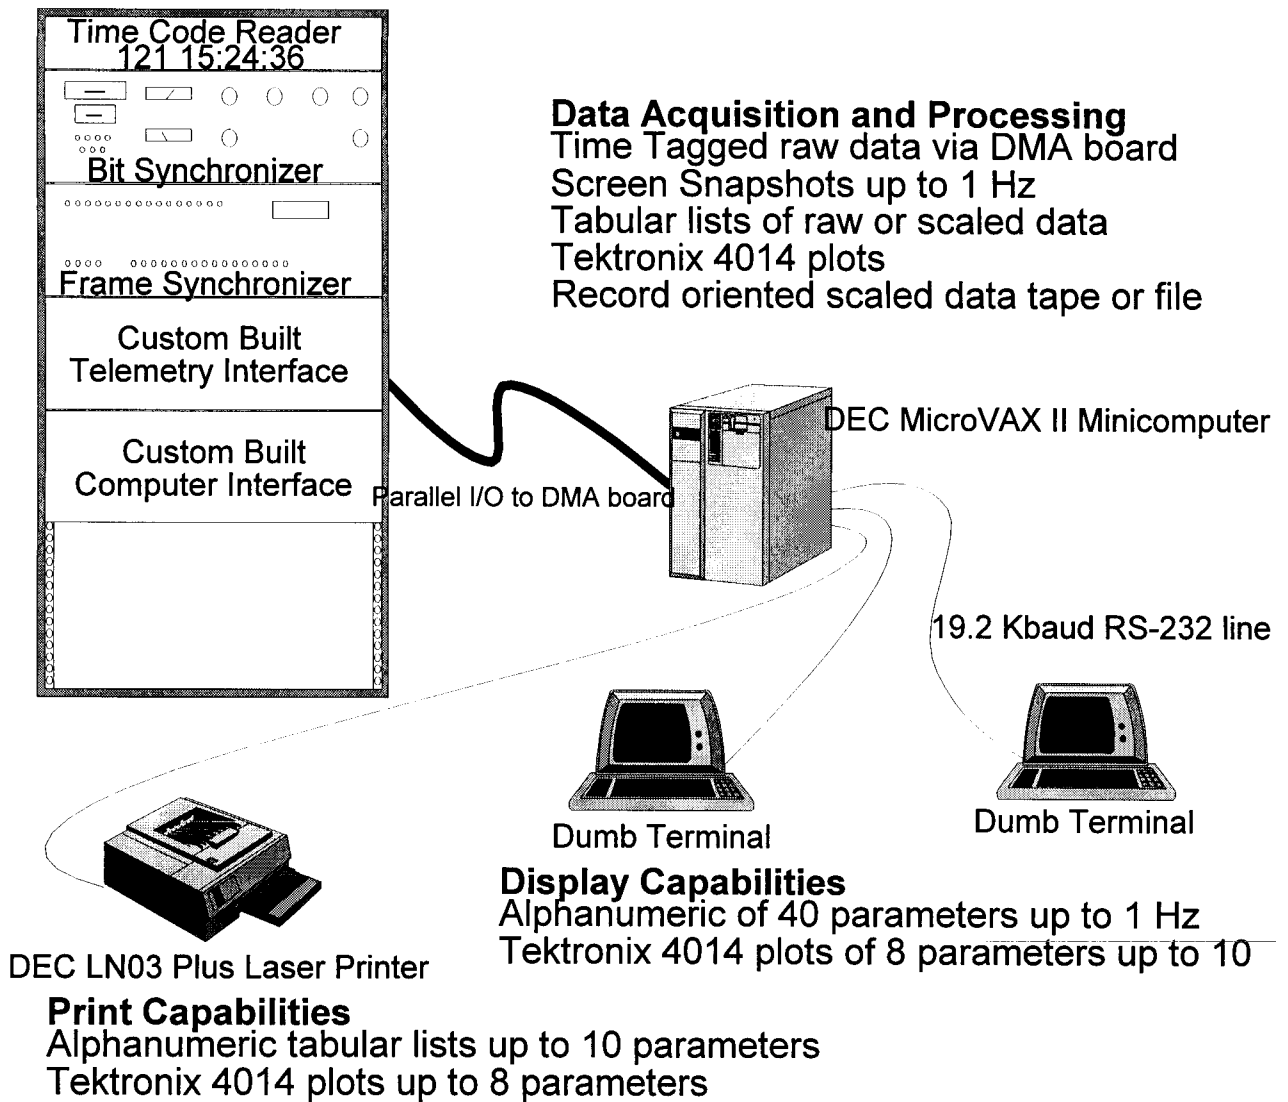 Time Code Reader
121 15:24:36
Bit Synchronizer
Frame Synchronizer
Custom Built
Telemetry Interface
Custom Built
Computer Interface
Data Acquisition and Processing
Time Tagged raw data via DMA board
Screen Snapshots up to 1 Hz
Tabular lists of raw or scaled data
Tektronix 4014 plots
Record oriented scaled data tape or file
DEC MicroVAX II Minicomputer
Parallel I/O to DMA board
19.2 Kbaud RS-232 line
Dumb Terminal
Dumb Terminal
Display Capabilities
Alphanumeric of 40 parameters up to 1 Hz
Tektronix 4014 plots of 8 parameters up to 10
DEC LN03 Plus Laser Printer
Print Capabilities
Alphanumeric tabular lists up to 10 parameters
Tektronix 4014 plots up to 8 parameters